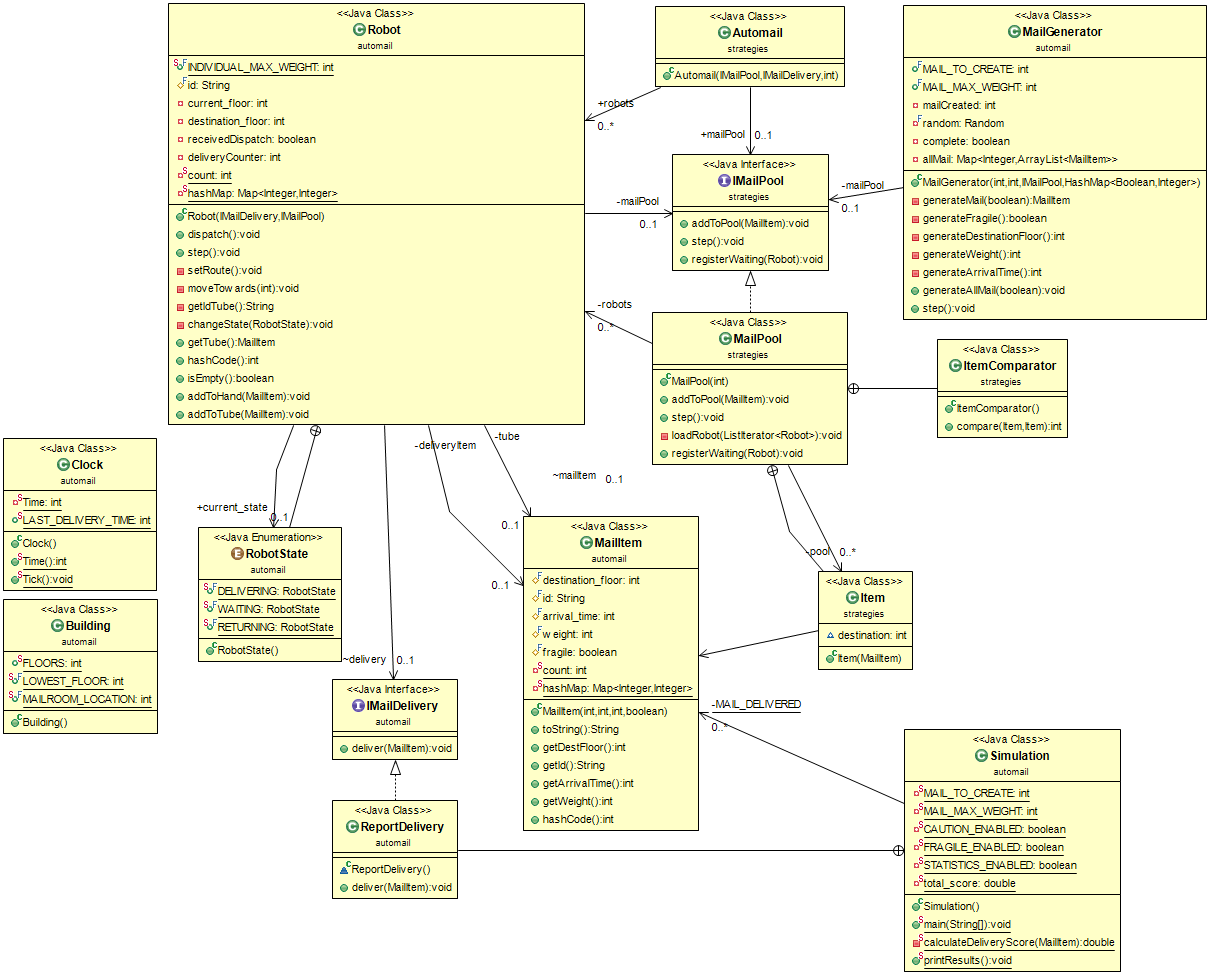 <<Java Class>>
Robot
automail
INDIVIDUAL_MAX_WEIGHT: int
id: String
current_floor: int
destination_floor: int
receivedDispatch: boolean
deliveryCounter: int
count: int
hashMap: Map<Integer,Integer>
Robot(IMailDelivery,IMailPool)
dispatch():void
step():void
setRoute():void
moveTowards(int):void
getIdTube():String
changeState(RobotState):void
getTube():MailItem
hashCode():int
isEmpty():boolean
addToHand(MailItem):void
addToTube(MailItem):void
<<Java Class>>
Automail
strategies
Automail(IMailPool,IMailDelivery,int)
<<Java Class>>
MailGenerator
automail
MAIL_TO_CREATE: int
MAIL_MAX_WEIGHT: int
mailCreated: int
random: Random
complete: boolean
allMail: Map<Integer,ArrayList<MailItem>>
MailGenerator(int,int,IMailPool,HashMap<Boolean,Integer>)
generateMail(boolean):MailItem
generateFragile():boolean
generateDestinationFloor():int
generateWeight():int
generateArrivalTime():int
generateAllMail(boolean):void
step():void
+robots
0..*
+mailPool
0..1
-mailPool
0..1
-mailPool
0..1
<<Java Interface>>
IMailPool
strategies
addToPool(MailItem):void
step():void
registerWaiting(Robot):void
-robots
0..*
<<Java Class>>
MailPool
strategies
MailPool(int)
addToPool(MailItem):void
step():void
loadRobot(ListIterator<Robot>):void
registerWaiting(Robot):void
<<Java Class>>
ItemComparator
strategies
ItemComparator()
compare(Item,Item):int
<<Java Class>>
Clock
automail
Time: int
LAST_DELIVERY_TIME: int
Clock()
Time():int
Tick():void
<<Java Class>>
Building
automail
FLOORS: int
LOWEST_FLOOR: int
MAILROOM_LOCATION: int
Building()
+current_state
0..1
<<Java Enumeration>>
RobotState
automail
DELIVERING: RobotState
WAITING: RobotState
RETURNING: RobotState
RobotState()
-deliveryItem
0..1
-tube
0..1
~mailItem
0..1
~delivery
0..1
<<Java Class>>
MailItem
automail
destination_floor: int
id: String
arrival_time: int
weight: int
fragile: boolean
count: int
hashMap: Map<Integer,Integer>
MailItem(int,int,int,boolean)
toString():String
getDestFloor():int
getId():String
getArrivalTime():int
getWeight():int
hashCode():int
-pool
0..*
<<Java Class>>
Item
strategies
destination: int
Item(MailItem)
<<Java Interface>>
IMailDelivery
automail
deliver(MailItem):void
<<Java Class>>
ReportDelivery
automail
ReportDelivery()
deliver(MailItem):void
-MAIL_DELIVERED
0..*
<<Java Class>>
Simulation
automail
MAIL_TO_CREATE: int
MAIL_MAX_WEIGHT: int
CAUTION_ENABLED: boolean
FRAGILE_ENABLED: boolean
STATISTICS_ENABLED: boolean
total_score: double
Simulation()
main(String[]):void
calculateDeliveryScore(MailItem):double
printResults():void